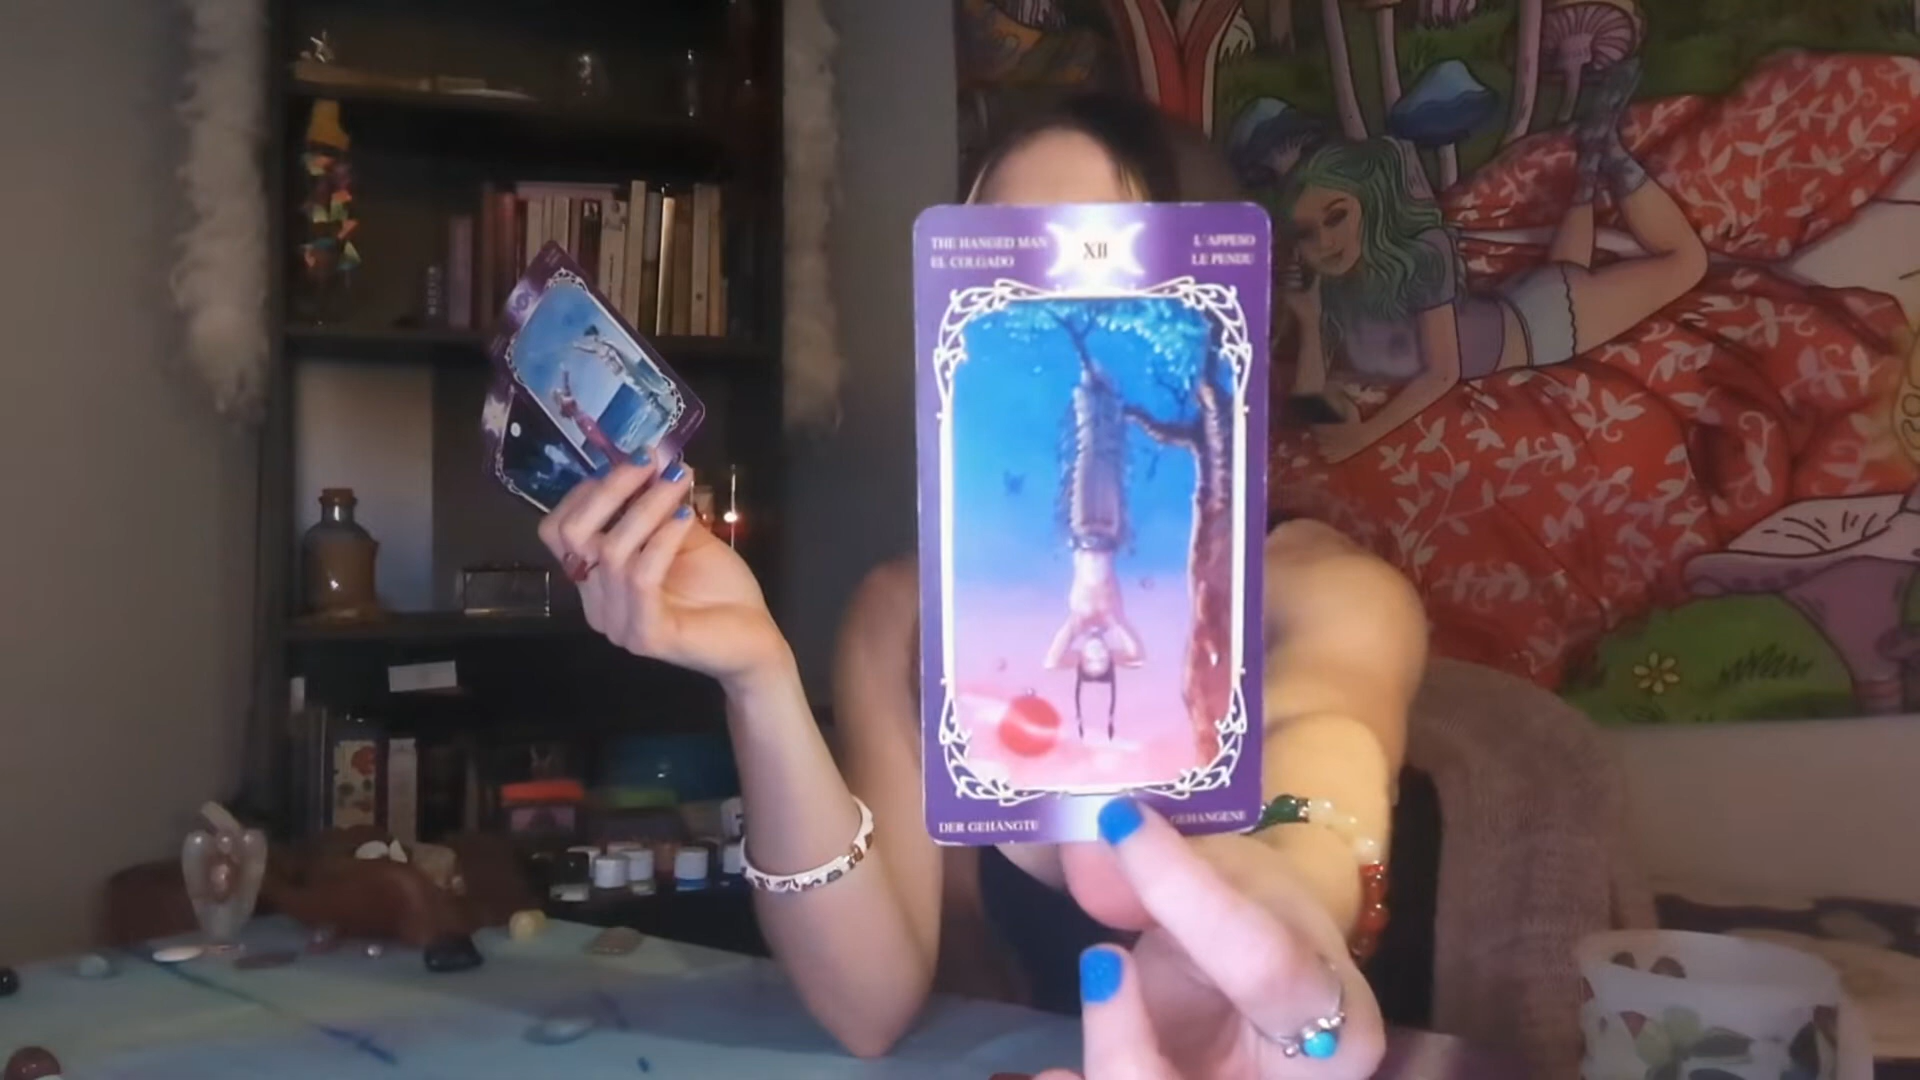 THE HANGED MAN
EL COLGADO
XII
L'APPESO
LE PENDU
DER GEHÄNGTE
GEHANGENE